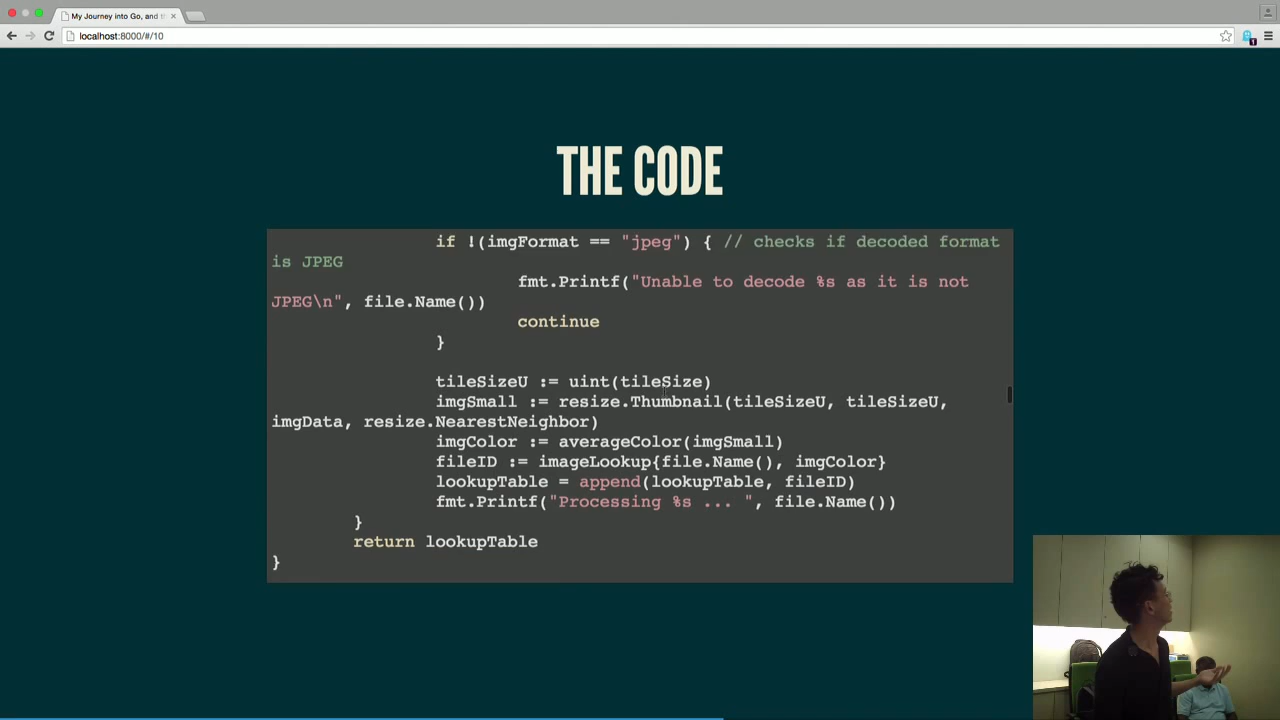 My Journey into Go, and th
localhost:8000/#/10
THE CODE
if !(imgFormat == "jpeg") { // checks if decoded format
is JPEG
fmt.Printf("Unable to decode %s as it is not
JPEG\n", file.Name())
continue
}
tileSizeU := uint(tileSize)
imgSmall := resize.Thumbnail(tileSizeU, tileSizeU,
imgData, resize.NearestNeighbor)
imgColor := averageColor(imgSmall)
fileID := imageLookup{file.Name(), imgColor}
lookupTable = append(lookupTable, fileID)
fmt.Printf("Processing %s ... ", file.Name())
}
return lookupTable
}